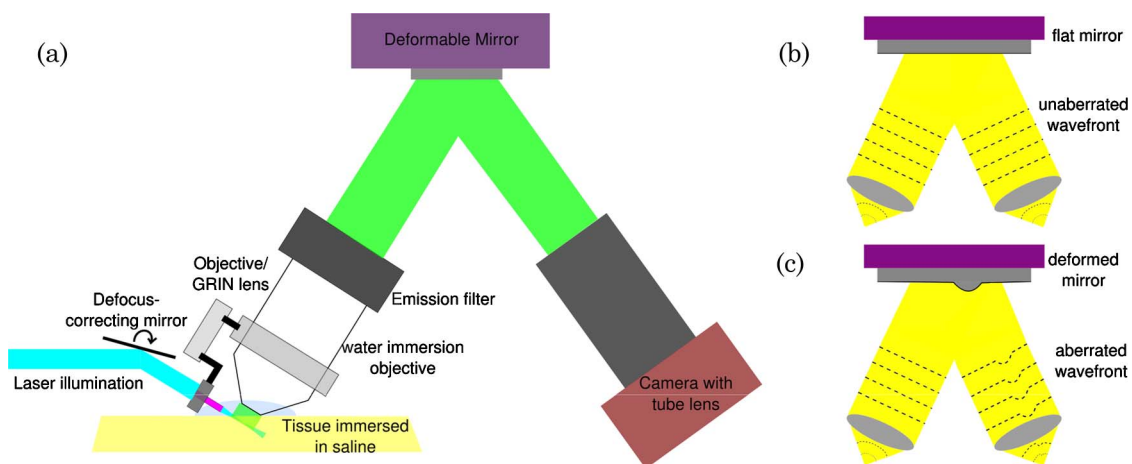 (a)
Deformable Mirror
Objective/
GRIN lens
Defocus-
correcting mirror
Emission filter
water immersion
objective
Laser illumination
Camera with
tube lens
Tissue immersed
in saline
(b)
flat mirror
unaberrated
wavefront
(c)
deformed
mirror
aberrated
wavefront